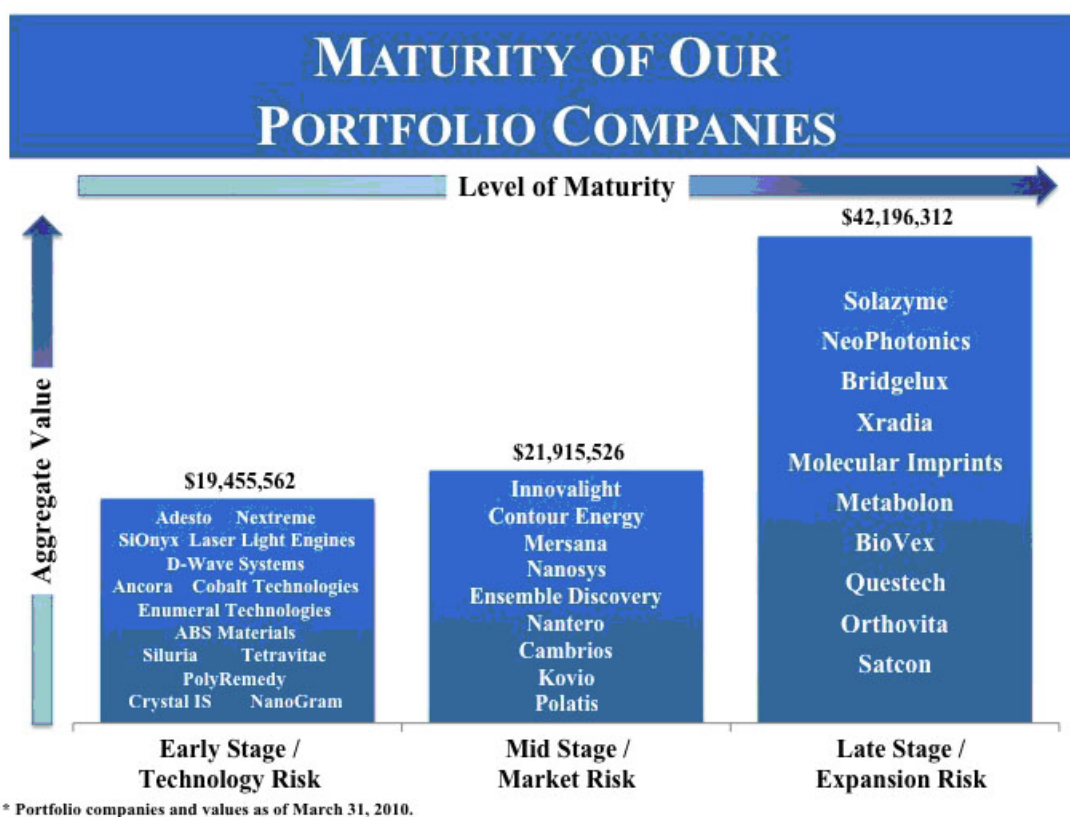 MATURITY OF OUR
PORTFOLIO COMPANIES
Level of Maturity
Aggregate Value
$19,455,562
Adesto Nextreme
SiOnyx Laser Light Engines
D-Wave Systems
Ancora Cobalt Technologies
Enumeral Technologies
ABS Materials
Siluria Tetravitae
PolyRemedy
Crystal IS NanoGram
Early Stage /
Technology Risk
$21,915,526
Innovalight
Contour Energy
Mersana
Nanosys
Ensemble Discovery
Nantero
Cambrios
Kovio
Polatis
Mid Stage /
Market Risk
$42,196,312
Solazyme
NeoPhotonics
Bridgelux
Xradia
Molecular Imprints
Metabolon
BioVex
Questech
Orthovita
Satcon
Late Stage /
Expansion Risk
* Portfolio companies and values as of March 31, 2010.